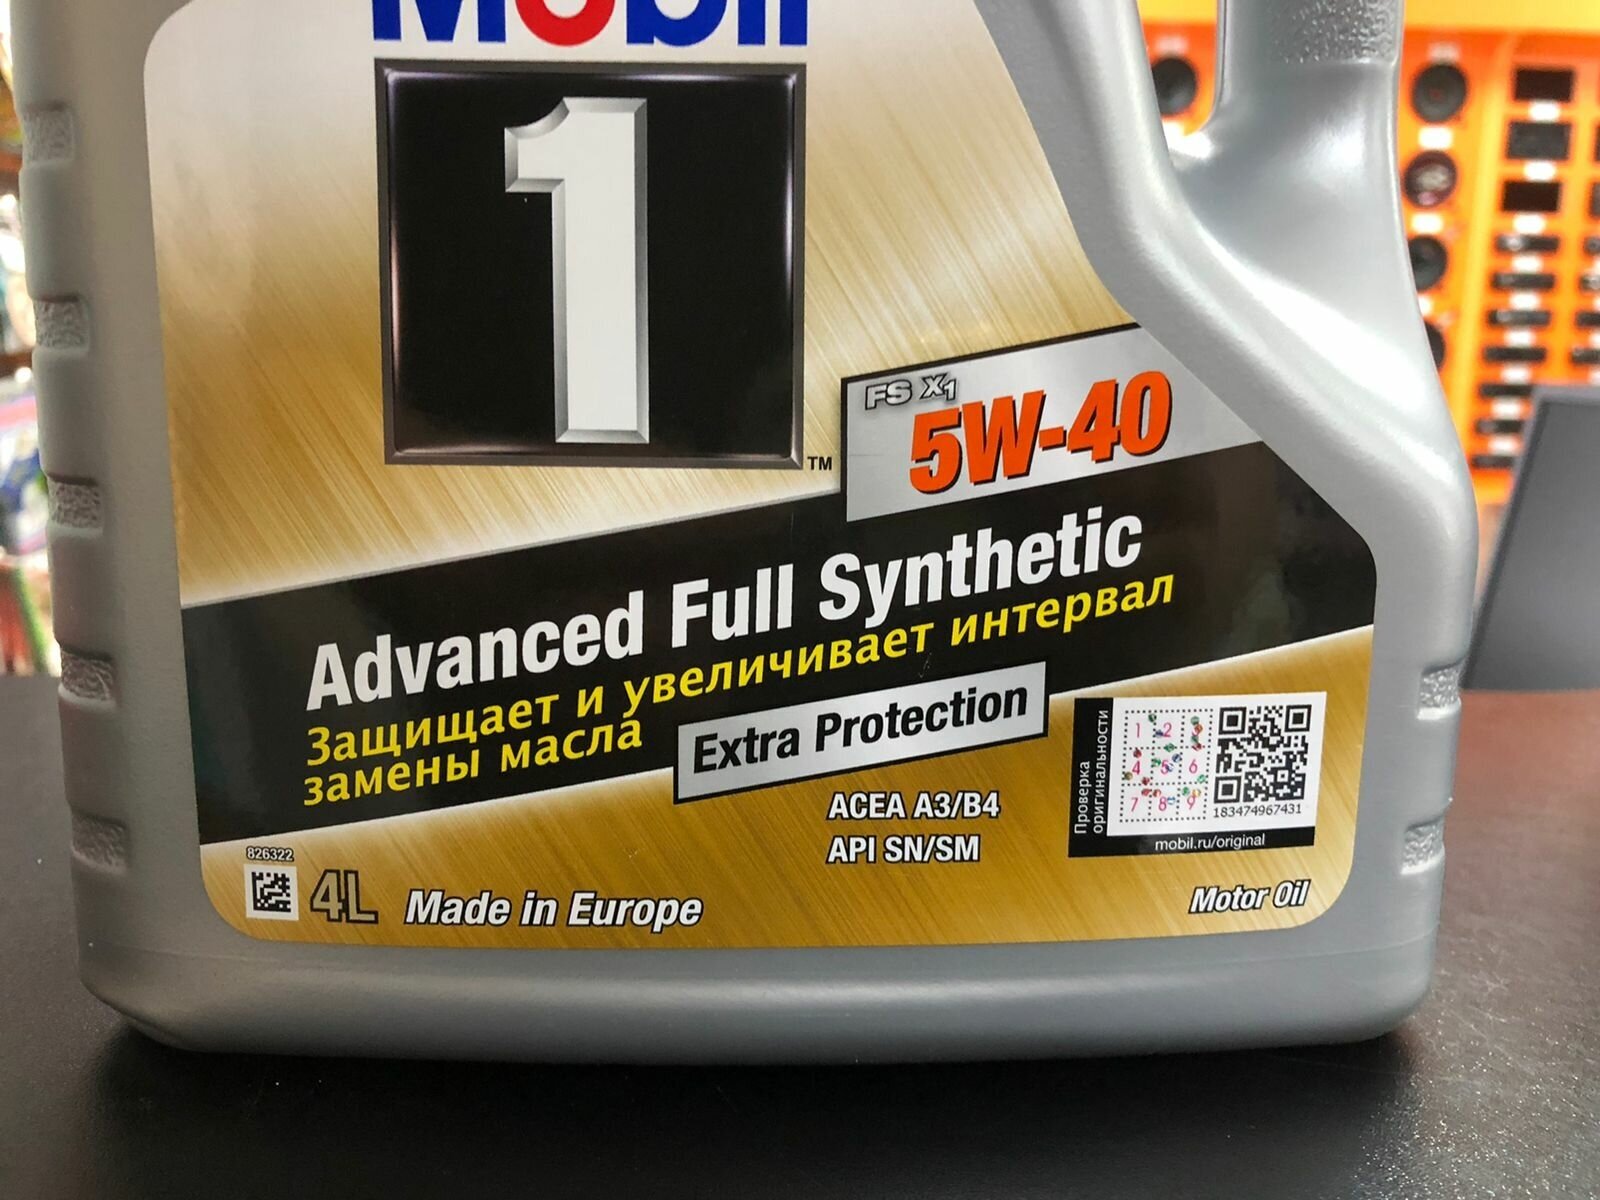 Mobil
1
TM
FS X1
5W-40
Advanced Full Synthetic
Защищает и увеличивает интервал
замены масла
Extra Protection
ACEA A3/B4
API SN/SM
Проверка
оригинальности
1 2
4 5 6
7 8 9
183474967431
mobil.ru/original
826322
4L
Made in Europe
Motor Oil